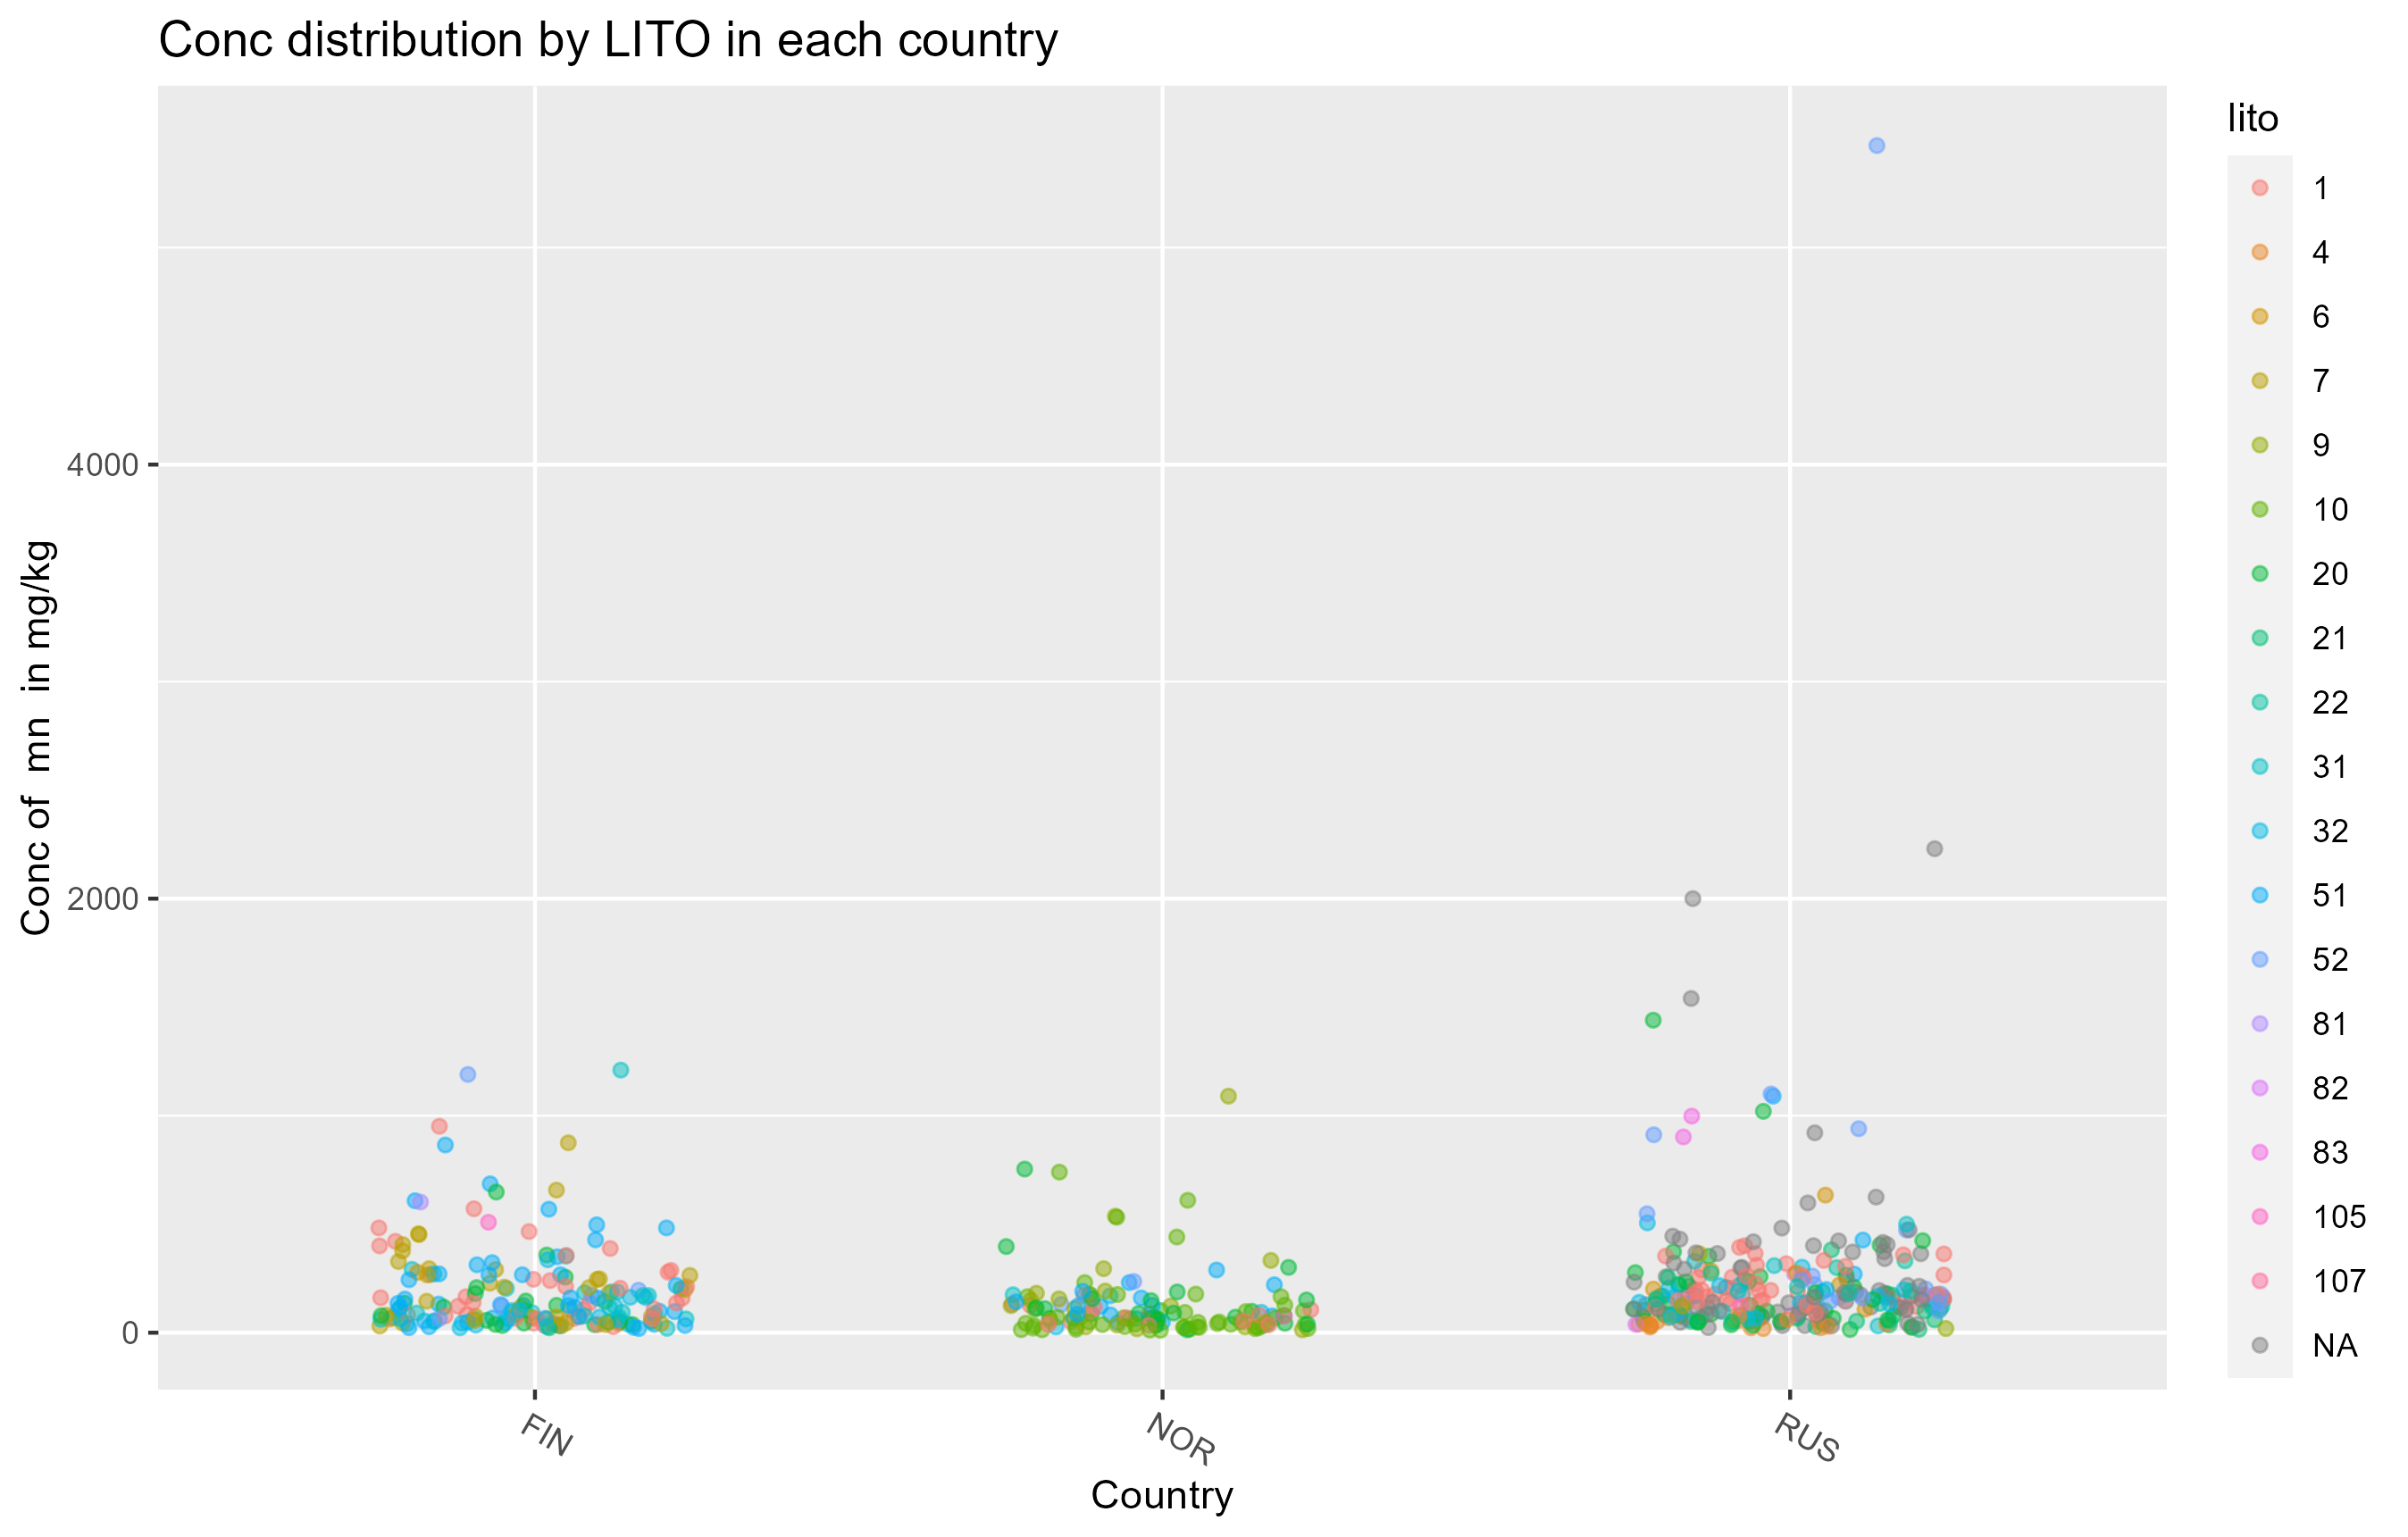 Conc distribution by LITO in each country
Conc of  mn  in mg/kg
4000
2000
0
FIN
NOR
RUS
Country
lito
1
4
6
7
9
10
20
21
22
31
32
51
52
81
82
83
105
107
NA